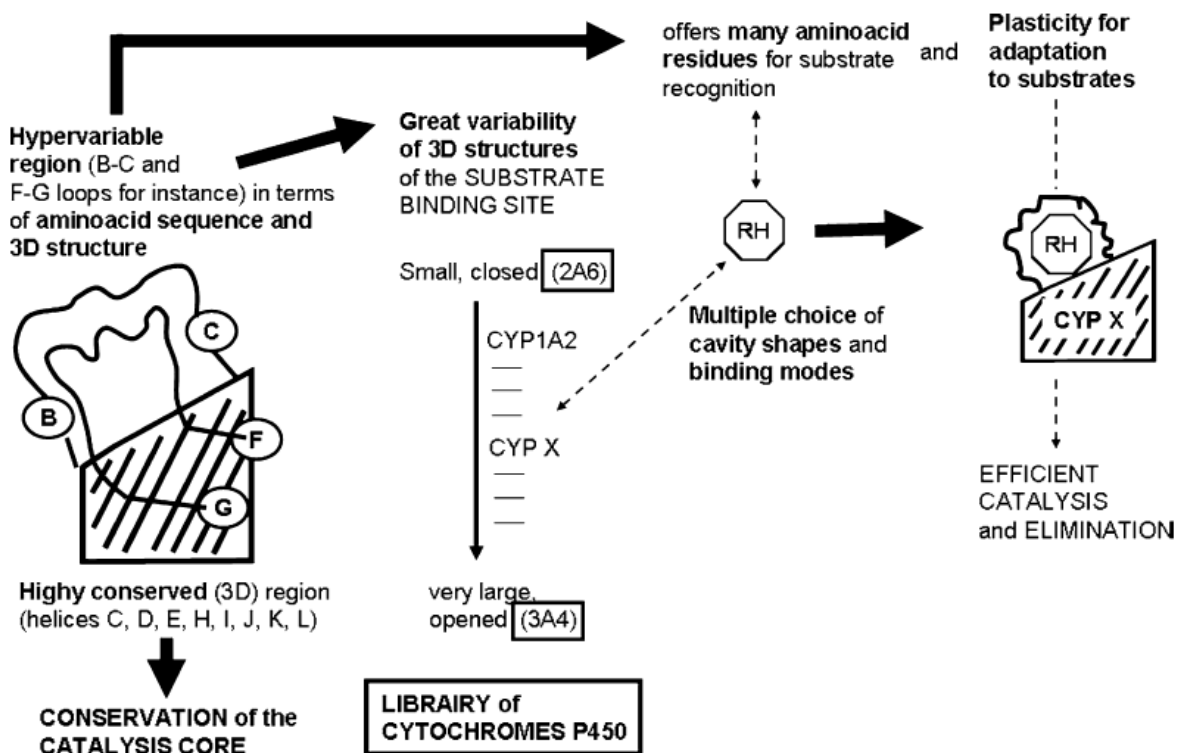 offers many aminoacid
residues for substrate
recognition
and
Plasticity for
adaptation
to substrates
Hypervariable
region (B-C and
F-G loops for instance) in terms
of aminoacid sequence and
3D structure
Great variability
of 3D structures
of the SUBSTRATE
BINDING SITE
RH
RH
CYP X
Small, closed (2A6)
CYP1A2
CYP X
very large,
opened (3A4)
Multiple choice of
cavity shapes and
binding modes
EFFICIENT
CATALYSIS
and ELIMINATION
C
B
F
G
Highy conserved (3D) region
(helices C, D, E, H, I, J, K, L)
CONSERVATION of the
CATALYSIS CORE
LIBRAIRY of
CYTOCHROMES P450